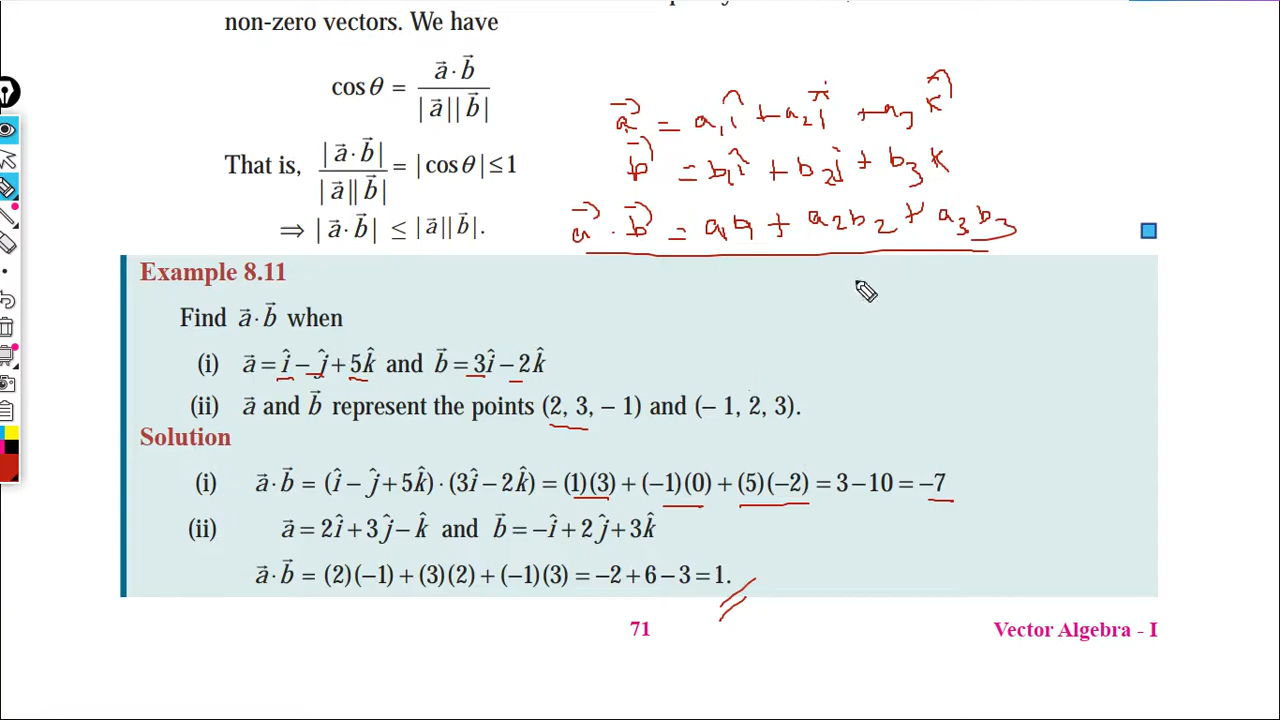 non-zero vectors. We have
cos θ = a⃗ · b⃗ / | a⃗ | | b⃗ |
That is, | a⃗ · b⃗ | / | a⃗ || b⃗ | = | cos θ | ≤ 1
⇒ | a⃗ · b⃗ | ≤ | a⃗ || b⃗ |.
a⃗ = a₁î + a₂j + a₃k̂
b⃗ = b₁î + b₂j + b₃k
a⃗ · b⃗ = a₁b₁ + a₂b₂ + a₃b₃
Example 8.11
Find a⃗ · b⃗ when
(i) a⃗ = î − ĵ + 5k̂ and b⃗ = 3î − 2k̂
(ii) a⃗ and b⃗ represent the points (2, 3, − 1) and (− 1, 2, 3).
Solution
(i) a⃗ · b⃗ = (î − ĵ + 5k̂) · (3î − 2k̂) = (1)(3) + (−1)(0) + (5)(−2) = 3 − 10 = −7
(ii) a⃗ = 2î + 3ĵ − k̂ and b⃗ = −î + 2ĵ + 3k̂
a⃗ · b⃗ = (2)(−1) + (3)(2) + (−1)(3) = −2 + 6 − 3 = 1.
71
Vector Algebra - I